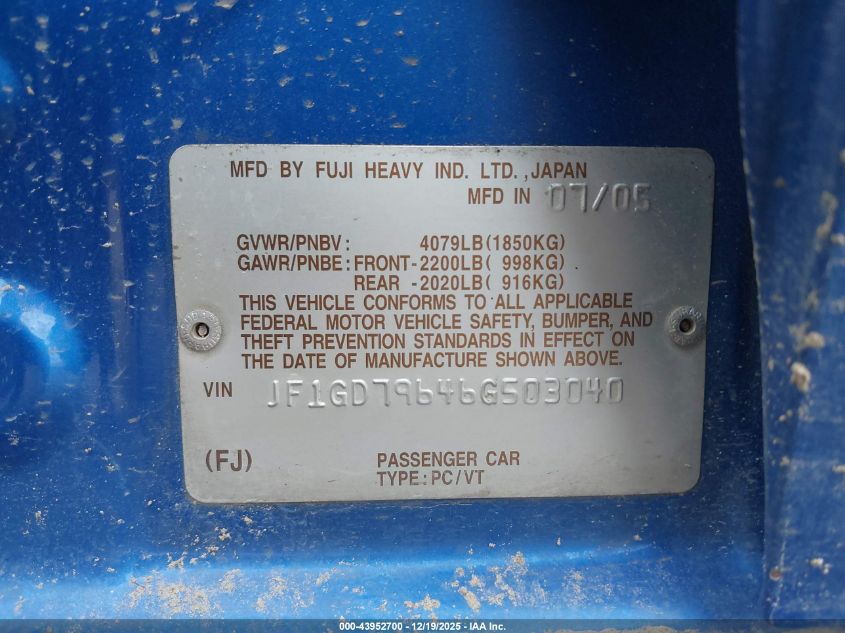 MFD BY FUJI HEAVY IND. LTD., JAPAN
MFD IN 07/05
GVWR/PNBV: 4079LB(1850KG)
GAWR/PNBE: FRONT-2200LB( 998KG)
REAR -2020LB( 916KG)
THIS VEHICLE CONFORMS TO ALL APPLICABLE
FEDERAL MOTOR VEHICLE SAFETY, BUMPER, AND
THEFT PREVENTION STANDARDS IN EFFECT ON
THE DATE OF MANUFACTURE SHOWN ABOVE.
VIN JF1GD79646G503040
(FJ) PASSENGER CAR
TYPE: PC/VT
000-43952700 - 12/19/2025 - IAA Inc.